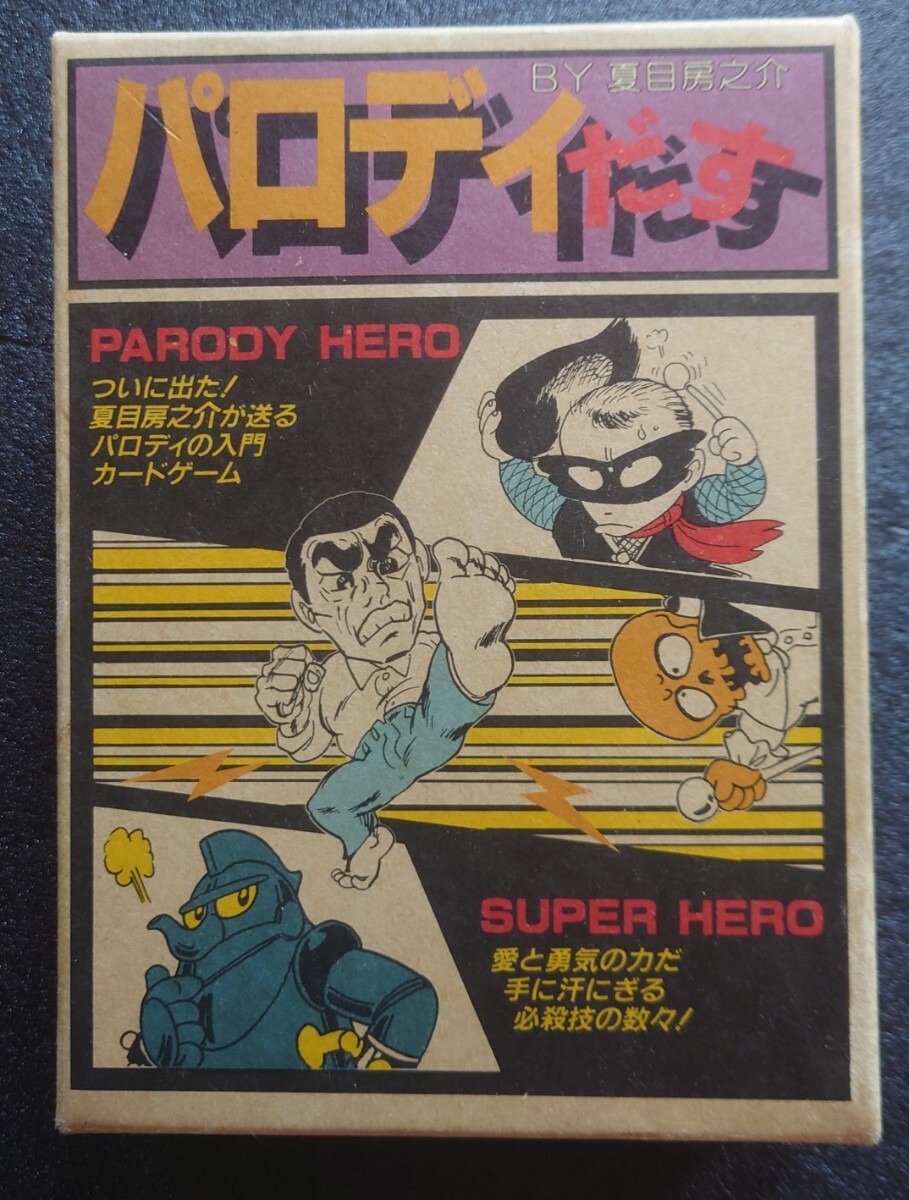 BY 夏目房之介
パロディだす
PARODY HERO
ついに出た!
夏目房之介が送る
パロディの入門
カードゲーム
SUPER HERO
愛と勇気の力だ
手に汗にぎる
必殺技の数々!